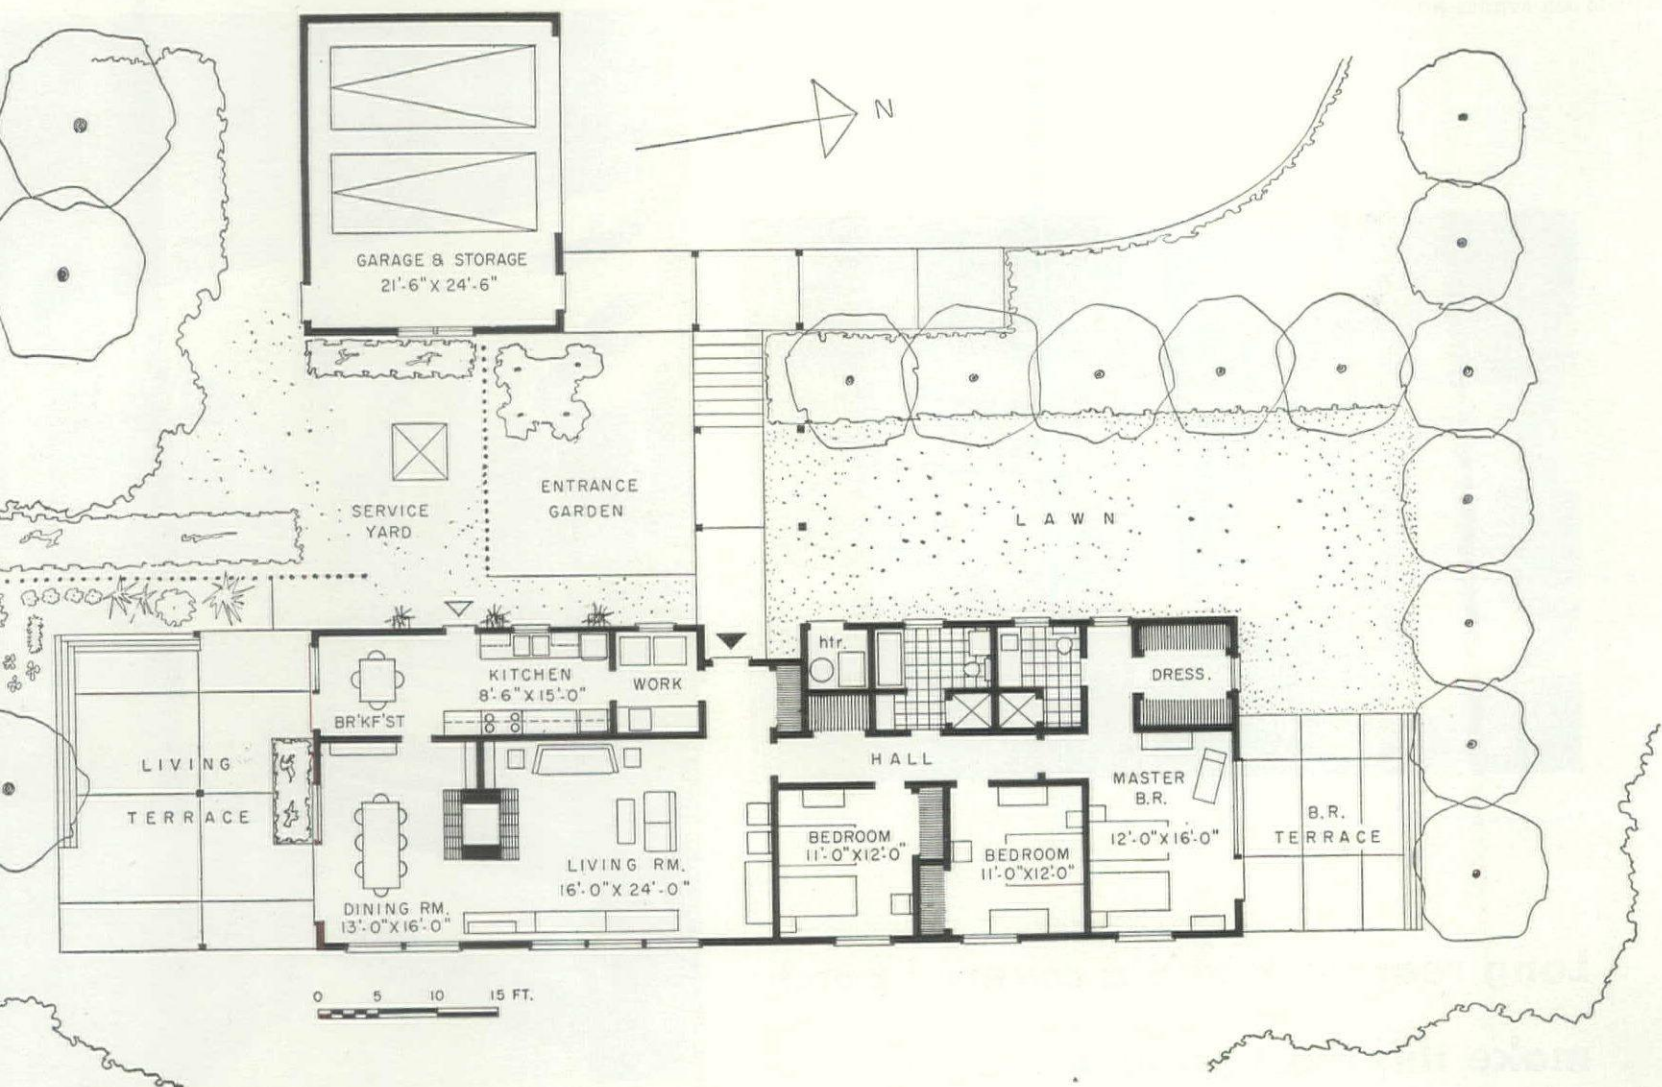 N
GARAGE & STORAGE
21'-6" X 24'-6"
ENTRANCE
GARDEN
SERVICE
YARD
LAWN
htr.
KITCHEN
8'-6" X 15'-0"
WORK
DRESS.
BR'KF'ST
LIVING
TERRACE
HALL
MASTER
B.R.
12'-0" X 16'-0"
B.R.
TERRACE
BEDROOM
11'-0" X 12'-0"
BEDROOM
11'-0" X 12'-0"
LIVING RM.
16'-0" X 24'-0"
DINING RM.
13'-0" X 16'-0"
0 5 10 15 FT.